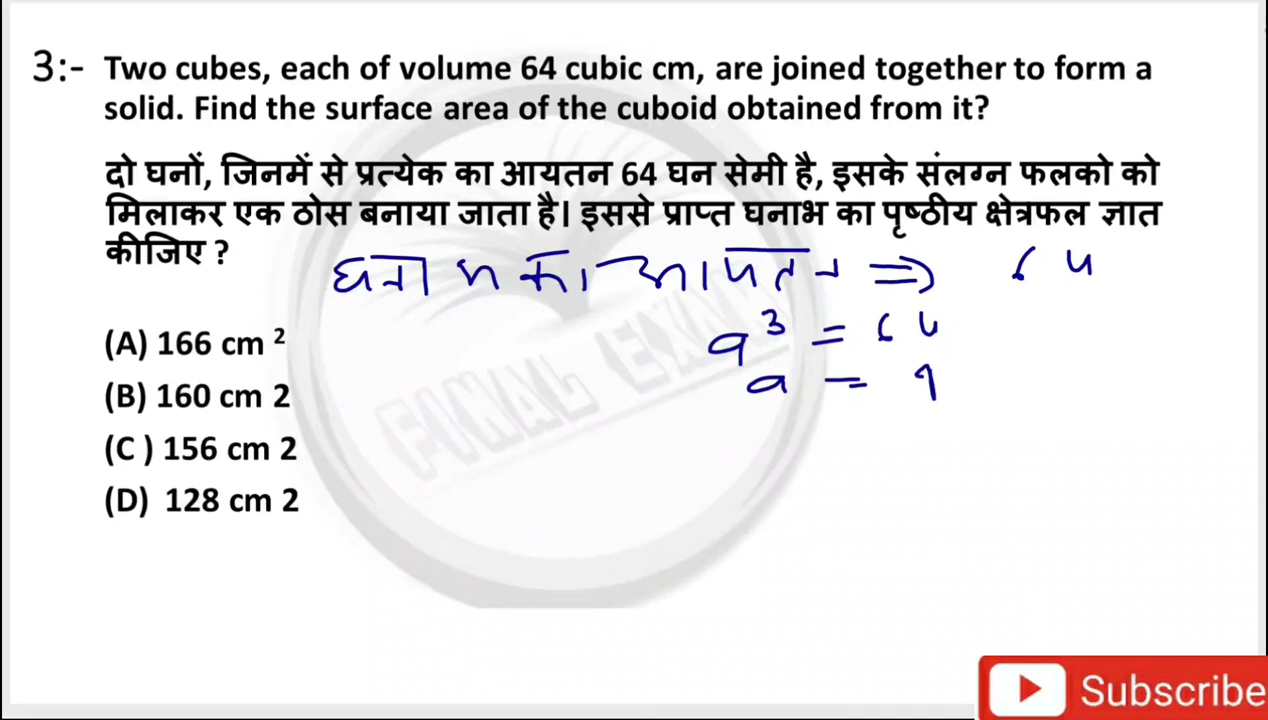 3:- Two cubes, each of volume 64 cubic cm, are joined together to form a
solid. Find the surface area of the cuboid obtained from it?
दो घनों, जिनमें से प्रत्येक का आयतन 64 घन सेमी है, इसके संलग्न फलको को
मिलाकर एक ठोस बनाया जाता है। इससे प्राप्त घनाभ का पृष्ठीय क्षेत्रफल ज्ञात
कीजिए ?
घनाभ का आयतन ⇒ 64
a³ = 64
a =
(A) 166 cm ²
(B) 160 cm 2
(C ) 156 cm 2
(D) 128 cm 2
FINAL EXAM
Subscribe